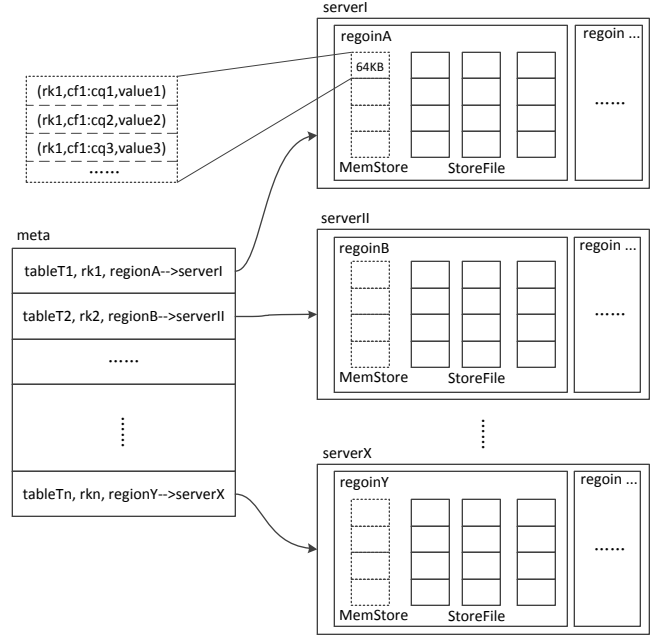 serverI
regoinA
regoin ...
64KB
(rk1,cf1:cq1,value1)
(rk1,cf1:cq2,value2)
(rk1,cf1:cq3,value3)
......
......
MemStore
StoreFile
meta
tableT1, rk1, regionA-->serverI
tableT2, rk2, regionB-->serverII
......
......
tableTn, rkn, regionY-->serverX
serverII
regoinB
regoin ...
......
MemStore
StoreFile
......
serverX
regoinY
regoin ...
......
MemStore
StoreFile